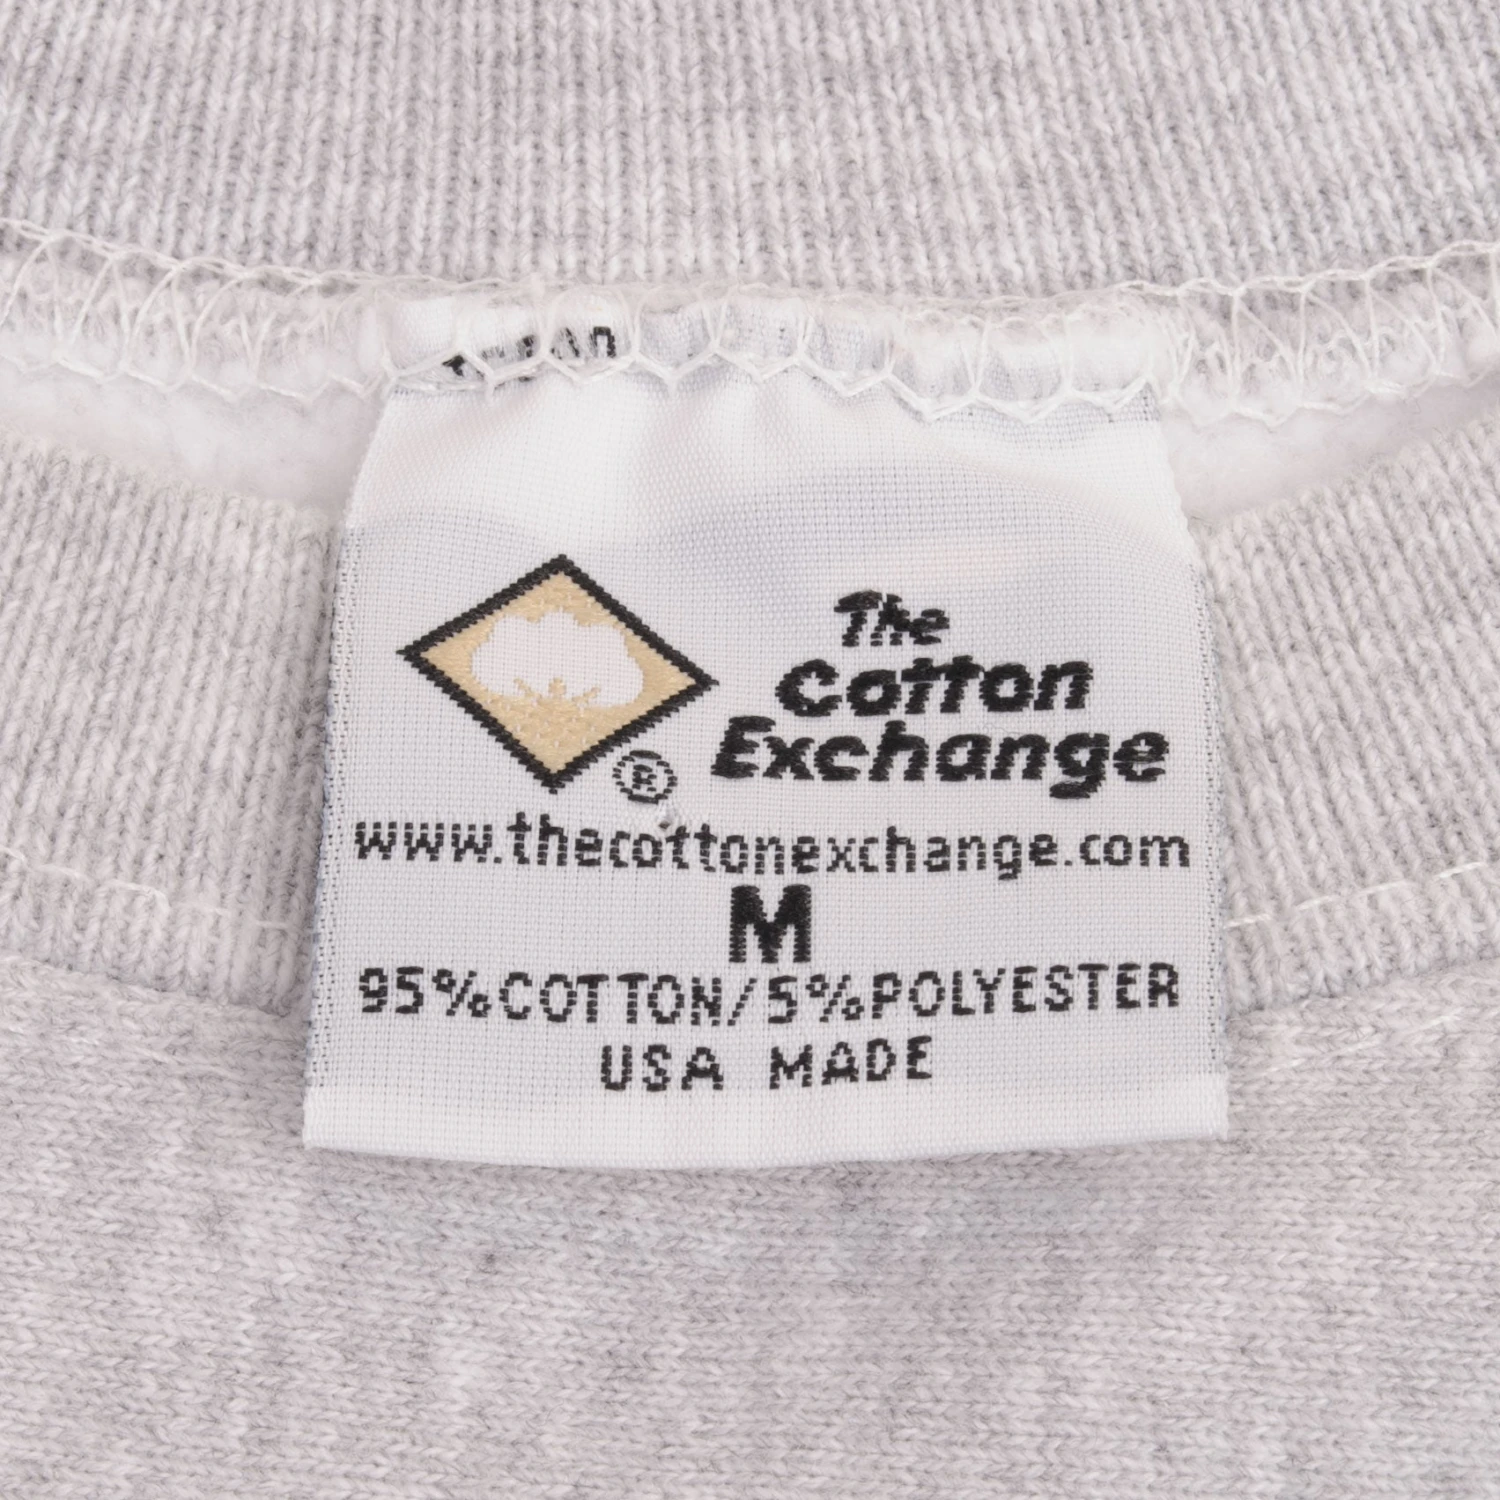 The
Cotton
Exchange
®
www.thecottonexchange.com
M
95%COTTON/5%POLYESTER
USA MADE